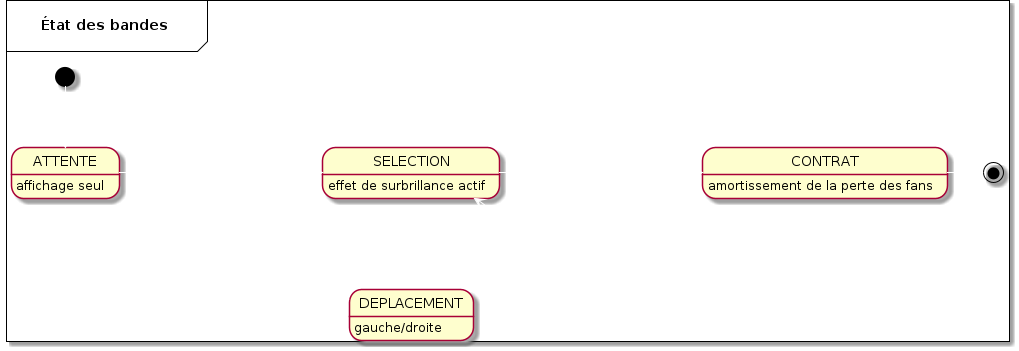 État des bandes
ATTENTE
affichage seul
SELECTION
effet de surbrillance actif
CONTRAT
amortissement de la perte des fans
DEPLACEMENT
gauche/droite